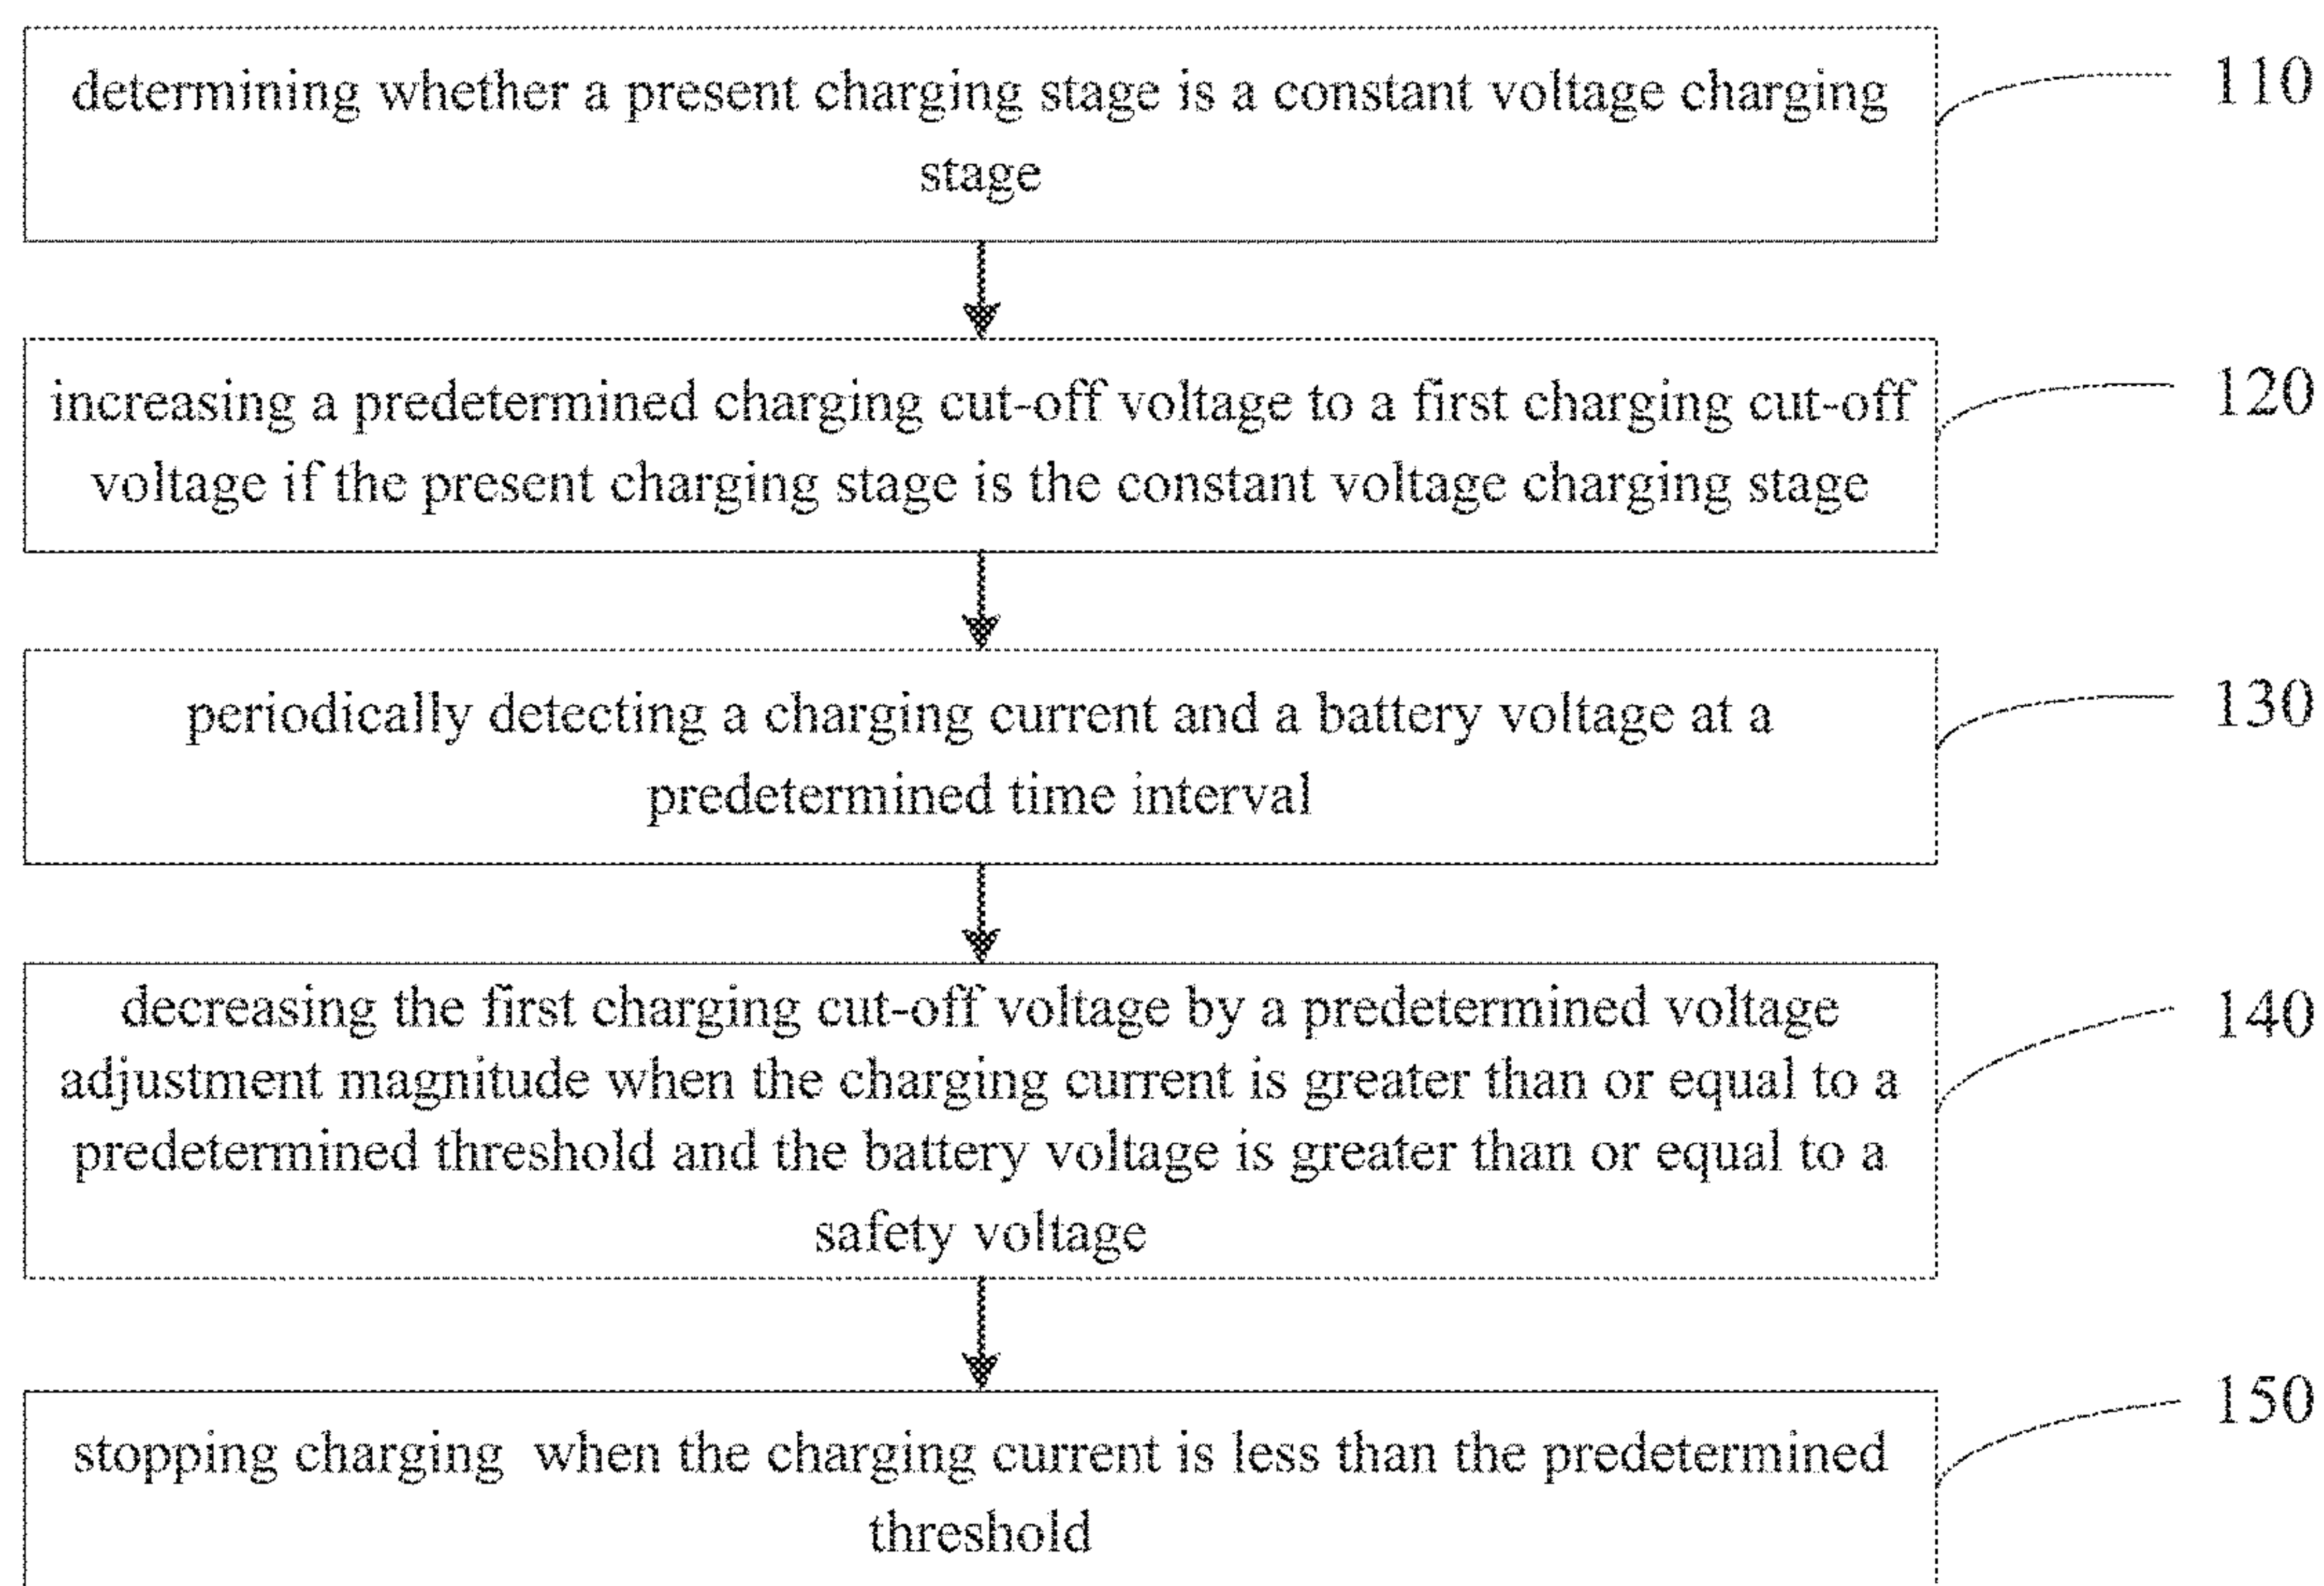 determining whether a present charging stage is a constant voltage charging
stage
110
increasing a predetermined charging cut-off voltage to a first charging cut-off
voltage if the present charging stage is the constant voltage charging stage
120
periodically detecting a charging current and a battery voltage at a
predetermined time interval
130
decreasing the first charging cut-off voltage by a predetermined voltage
adjustment magnitude when the charging current is greater than or equal to a
predetermined threshold and the battery voltage is greater than or equal to a
safety voltage
140
stopping charging when the charging current is less than the predetermined
threshold
150